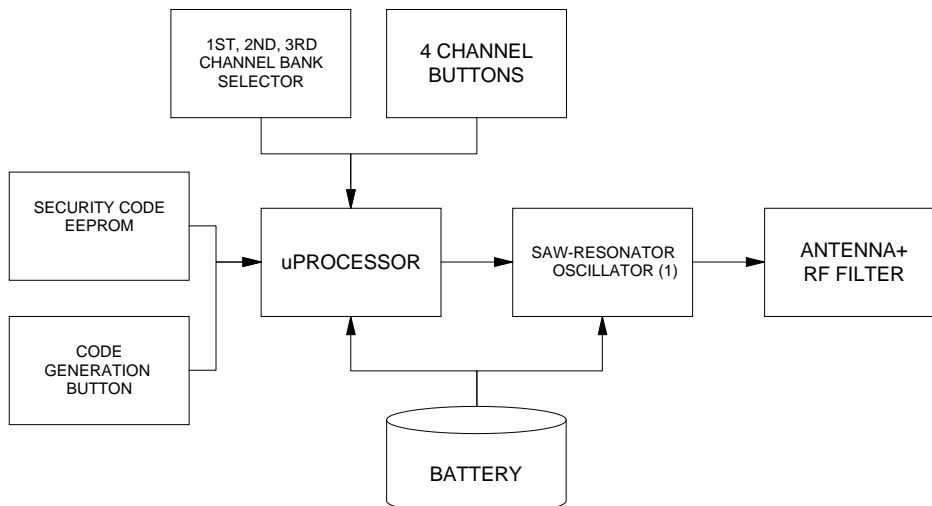 1ST, 2ND, 3RD
CHANNEL BANK
SELECTOR
4 CHANNEL
BUTTONS
SECURITY CODE
EEPROM
uPROCESSOR
SAW-RESONATOR
OSCILLATOR (1)
ANTENNA+
RF FILTER
CODE
GENERATION
BUTTON
BATTERY